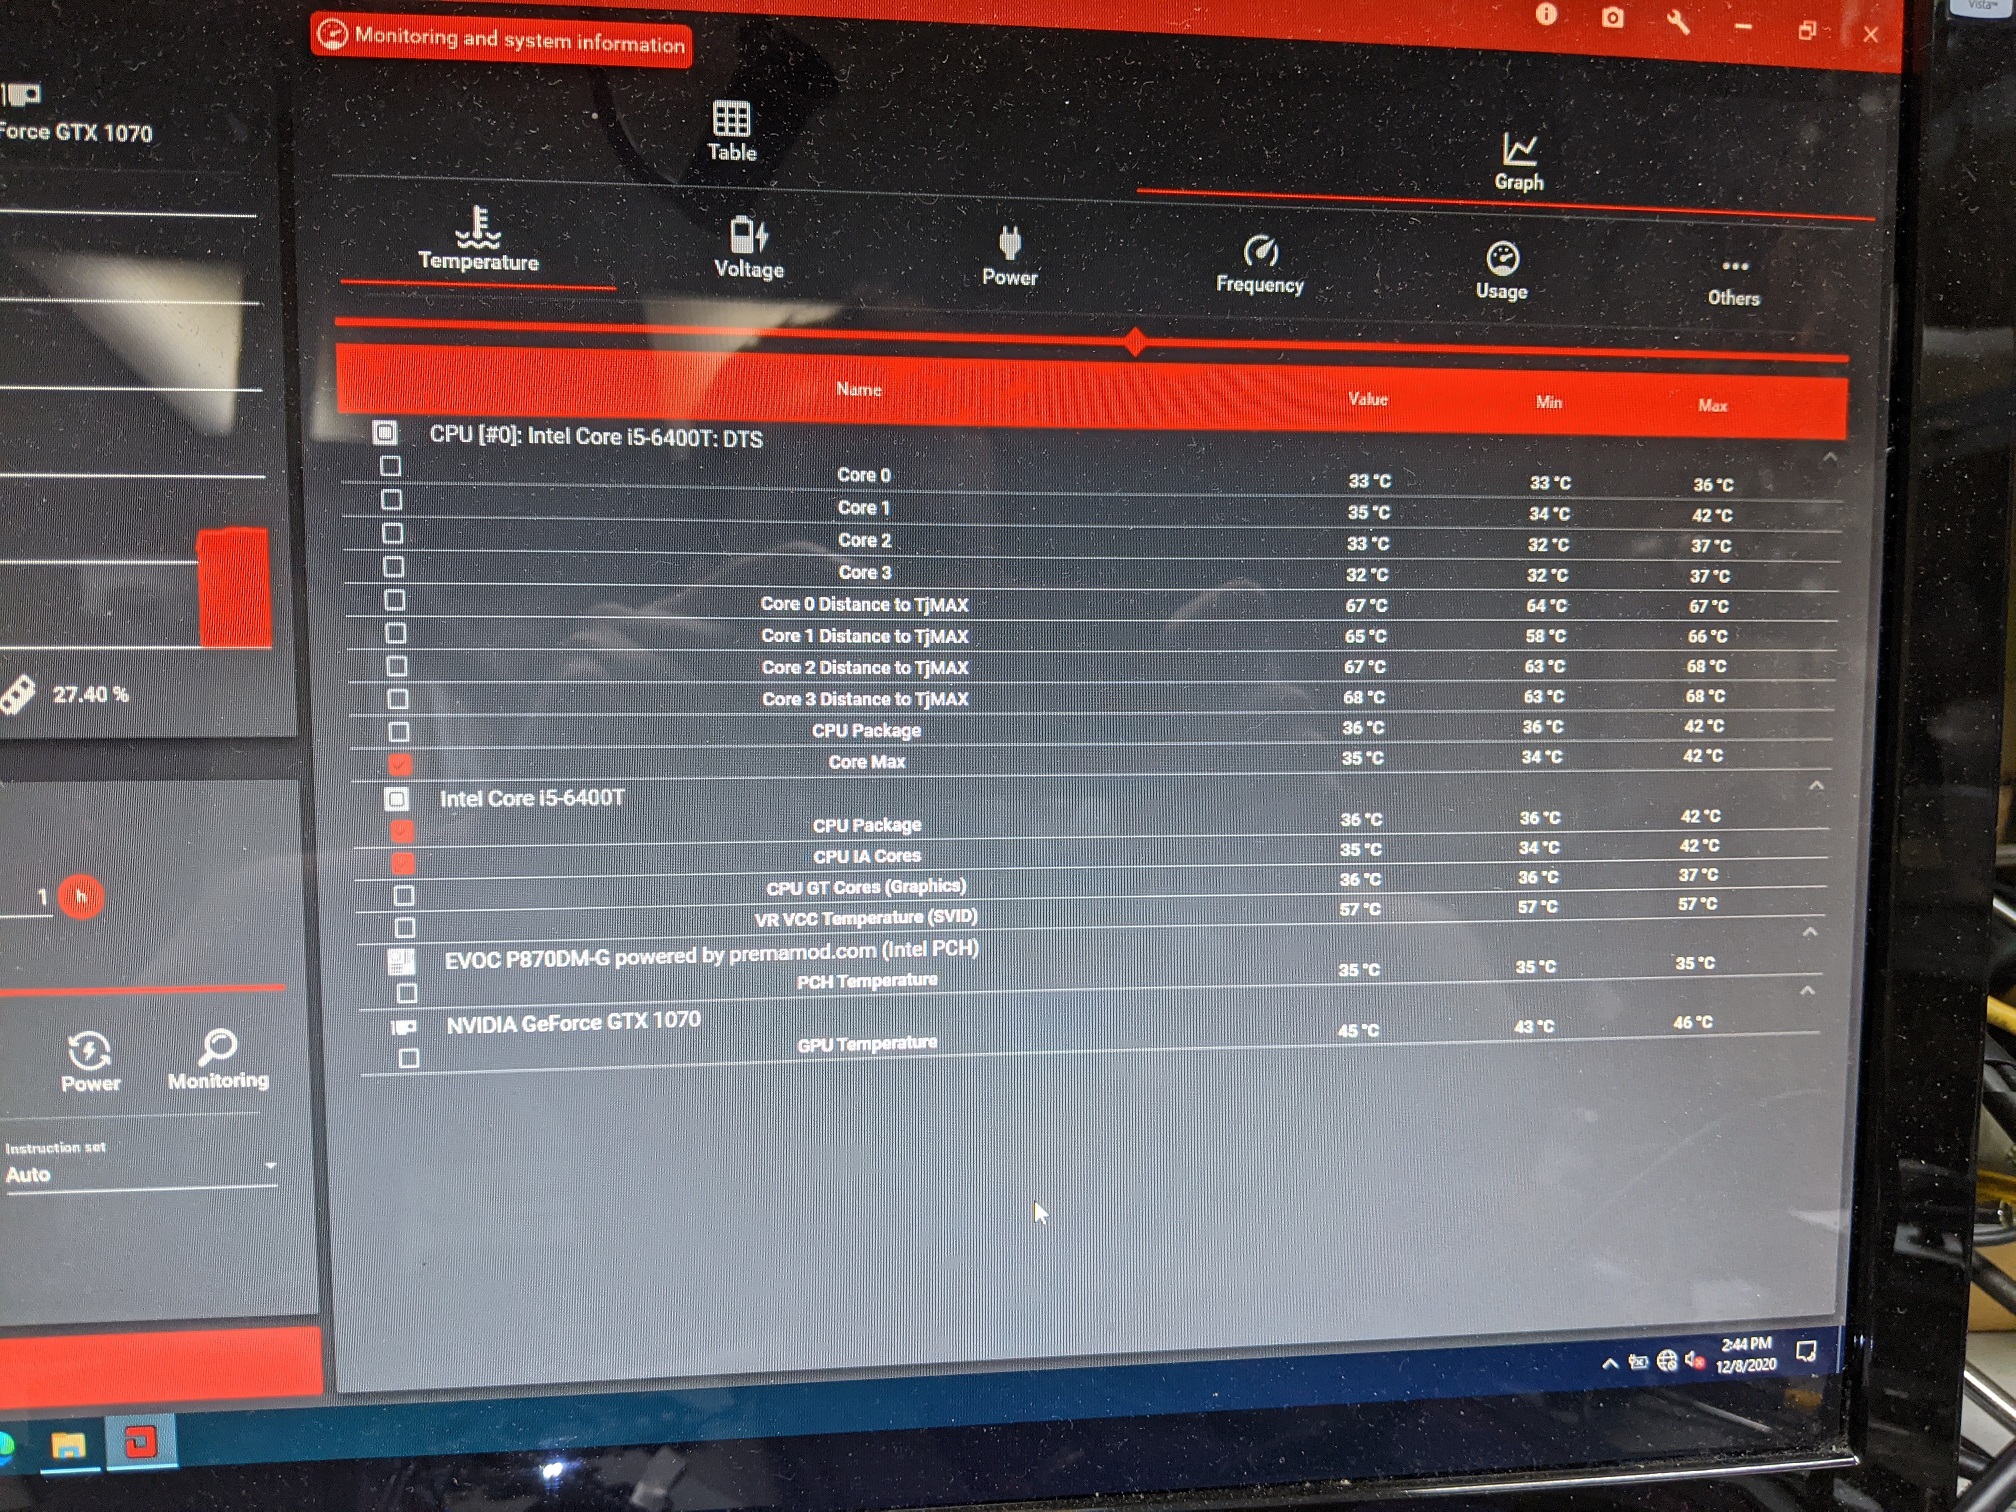 Vista™
Monitoring and system information
Force GTX 1070
Table
Graph
Temperature
Voltage
Power
Frequency
Usage
Others
Name Value Min Max
CPU [#0]: Intel Core i5-6400T: DTS
Core 0 33 °C 33 °C 36 °C
Core 1 35 °C 34 °C 42 °C
Core 2 33 °C 32 °C 37 °C
Core 3 32 °C 32 °C 37 °C
Core 0 Distance to TjMAX 67 °C 64 °C 67 °C
Core 1 Distance to TjMAX 65 °C 58 °C 66 °C
Core 2 Distance to TjMAX 67 °C 63 °C 68 °C
Core 3 Distance to TjMAX 68 °C 63 °C 68 °C
CPU Package 36 °C 36 °C 42 °C
Core Max 35 °C 34 °C 42 °C
Intel Core i5-6400T
CPU Package 36 °C 36 °C 42 °C
CPU IA Cores 35 °C 34 °C 42 °C
CPU GT Cores (Graphics) 36 °C 36 °C 37 °C
VR VCC Temperature (SVID) 57 °C 57 °C 57 °C
EVOC P870DM-G powered by premamod.com (Intel PCH)
PCH Temperature 35 °C 35 °C 35 °C
NVIDIA GeForce GTX 1070
GPU Temperature 45 °C 43 °C 46 °C
27.40 %
1 h
Power
Monitoring
Instruction set
Auto
2:44 PM
12/8/2020